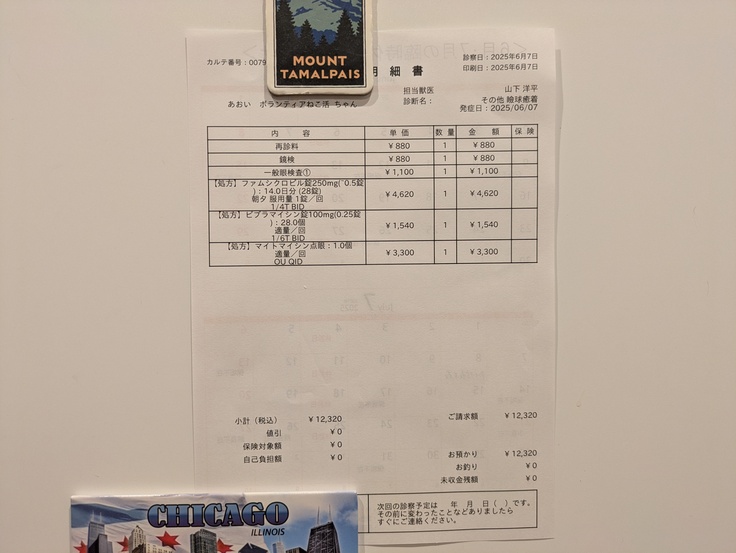 MOUNT
TAMALPAIS
カルテ番号：0079
明 細 書
診察日：2025年6月7日
印刷日：2025年6月7日
あおい　ボランティアねこ活 ちゃん
担当獣医　山下 洋平
診断名：　その他 瞼球癒着
発症日：2025/06/07
内　容　単 価　数 量　金　額　保 険
再診料　¥ 880　1　¥ 880
鏡検　¥ 880　1　¥ 880
一般眼検査①　¥ 1,100　1　¥ 1,100
【処方】ファムシクロビル錠250mg(˘0.5錠
)：14.0日分 (28錠)
朝夕 服用量 1錠／回
1/4T BID　¥ 4,620　1　¥ 4,620
【処方】ビブラマイシン錠100mg(0.25錠
)：28.0個
適量／回
1/6T BID　¥ 1,540　1　¥ 1,540
【処方】マイトマイシン点眼：1.0個
適量／回
OU QID　¥ 3,300　1　¥ 3,300
小計（税込）　¥ 12,320
値引　¥ 0
保険対象額　¥ 0
自己負担額　¥ 0
ご請求額　¥ 12,320
お預かり　¥ 12,320
お釣り　¥ 0
未収金残額　¥ 0
次回の診察予定は　年　月　日（　）です。
その前に変わったことなどありましたら
すぐにご連絡ください。
CHICAGO
ILLINOIS